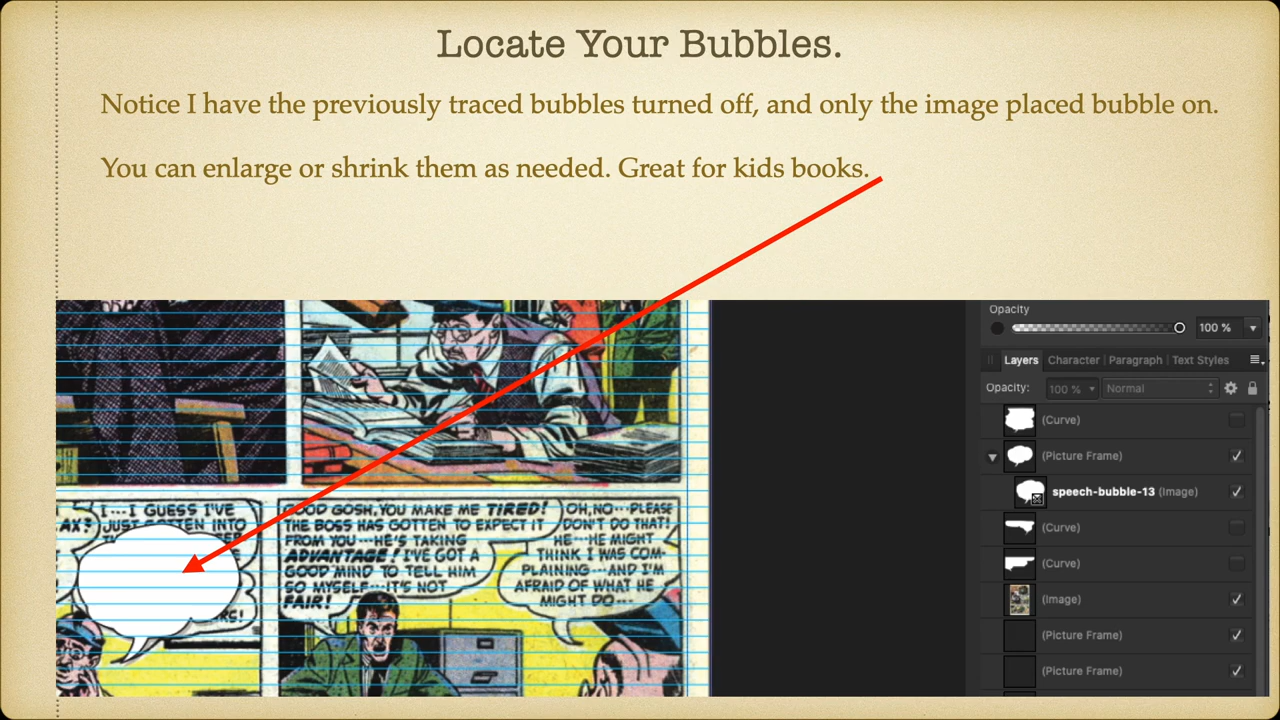 Locate Your Bubbles.
Notice I have the previously traced bubbles turned off, and only the image placed bubble on.
You can enlarge or shrink them as needed. Great for kids books.
Opacity
100 %
Layers Character Paragraph Text Styles
Opacity: 100 % Normal
(Curve)
(Picture Frame)
speech-bubble-13 (Image)
(Curve)
(Curve)
(Image)
(Picture Frame)
(Picture Frame)
AX?
I---I GUESS I'VE
JUST GOTTEN INTO
RS!
GOOD GOSH, YOU MAKE ME TIRED!
THE BOSS HAS GOTTEN TO EXPECT IT
FROM YOU---HE'S TAKING
ADVANTAGE! I'VE GOT A
GOOD MIND TO TELL HIM
SO MYSELF---IT'S NOT
FAIR!
OH, NO---PLEASE
DON'T DO THAT!
HE--HE MIGHT
THINK I WAS COM-
PLAINING---AND I'M
AFRAID OF WHAT HE
MIGHT DO---